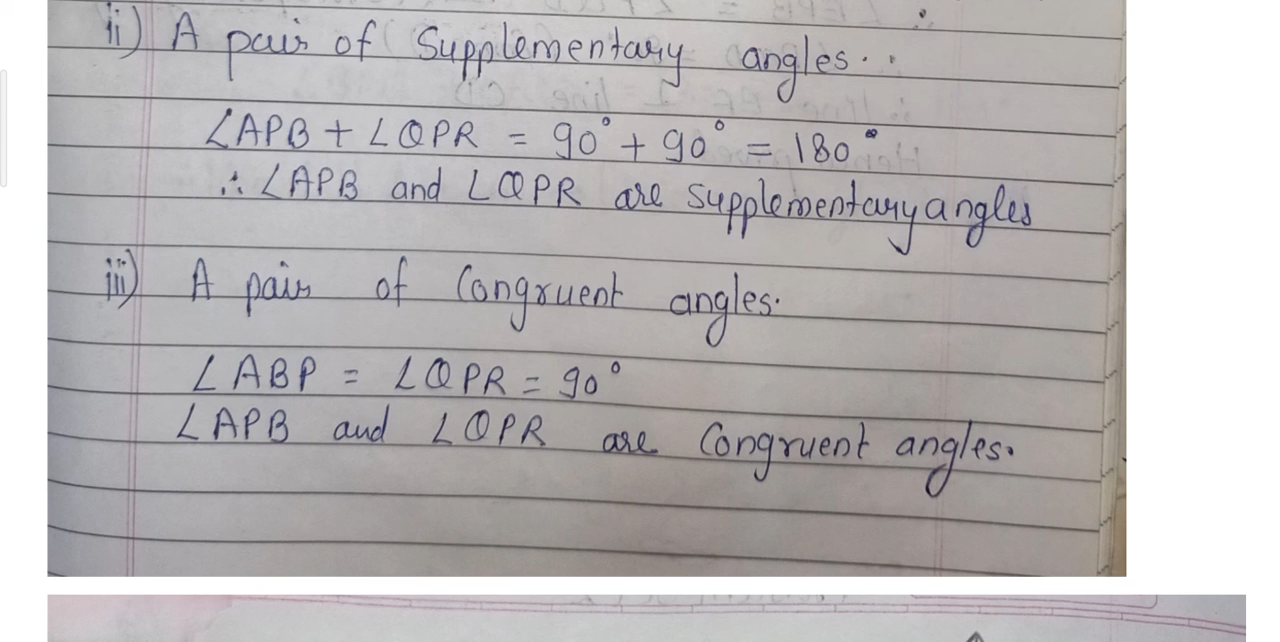 ii) A pair of Supplementary angles.
∠APB + ∠QPR = 90° + 90° = 180°
∴ ∠APB and ∠QPR are supplementary angles
iii) A pair of Congruent angles.
∠ABP = ∠QPR = 90°
∠APB and ∠QPR are Congruent angles.